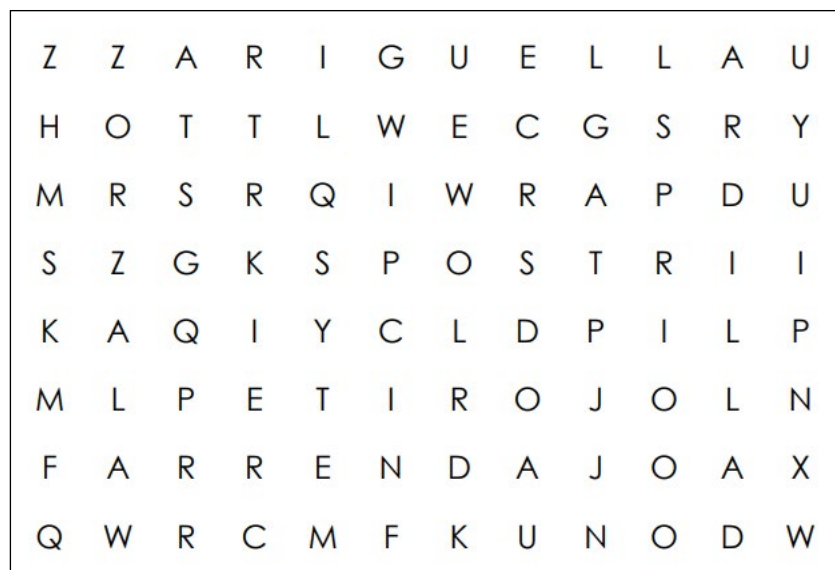 Z Z A R I G U E L L A U
H O T T L W E C G S R Y
M R S R Q I W R A P D U
S Z G K S P O S T R I I
K A Q I Y C L D P I L P
M L P E T I R O J O L N
F A R R E N D A J O A X
Q W R C M F K U N O D W